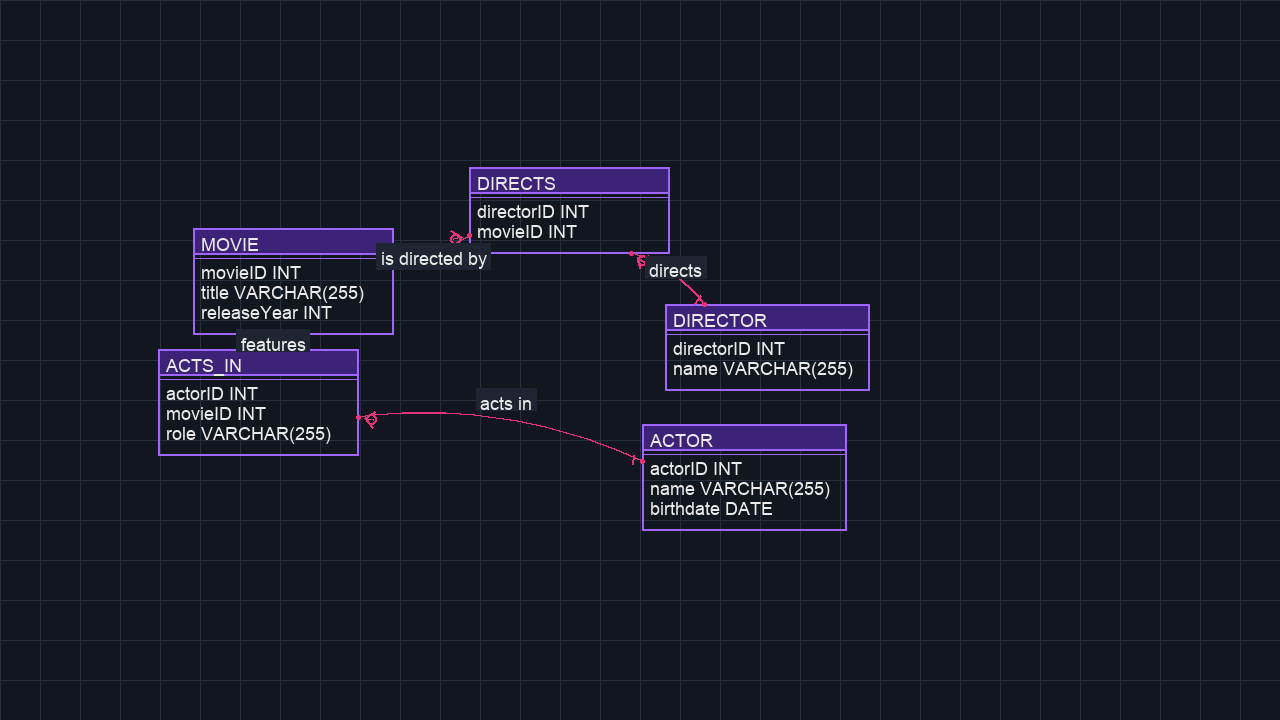 DIRECTS
directorID INT
movieID INT
MOVIE
movieID INT
title VARCHAR(255)
releaseYear INT
is directed by
directs
DIRECTOR
directorID INT
name VARCHAR(255)
features
ACTS_IN
actorID INT
movieID INT
role VARCHAR(255)
acts in
ACTOR
actorID INT
name VARCHAR(255)
birthdate DATE